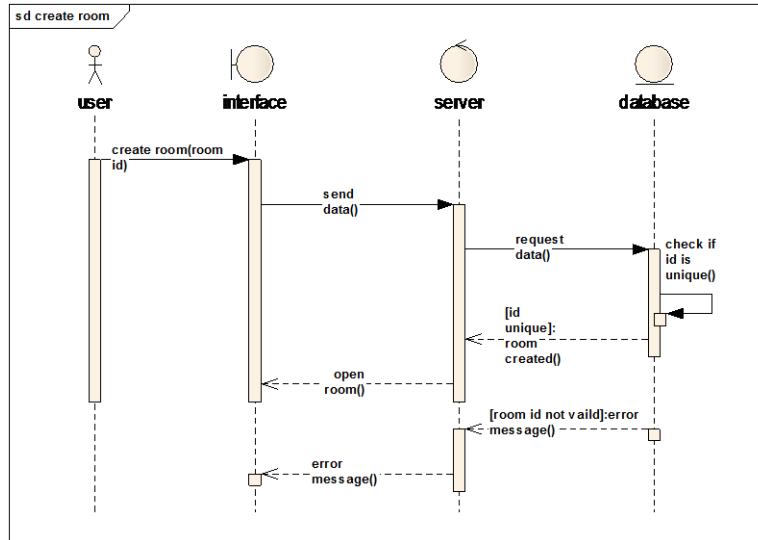 sd create room
user
interface
server
database
create room(room
id)
send
data()
request
data()
check if
id is
unique()
[id
unique]:
room
created()
open
room()
[room id not vaild]:error
message()
error
message()